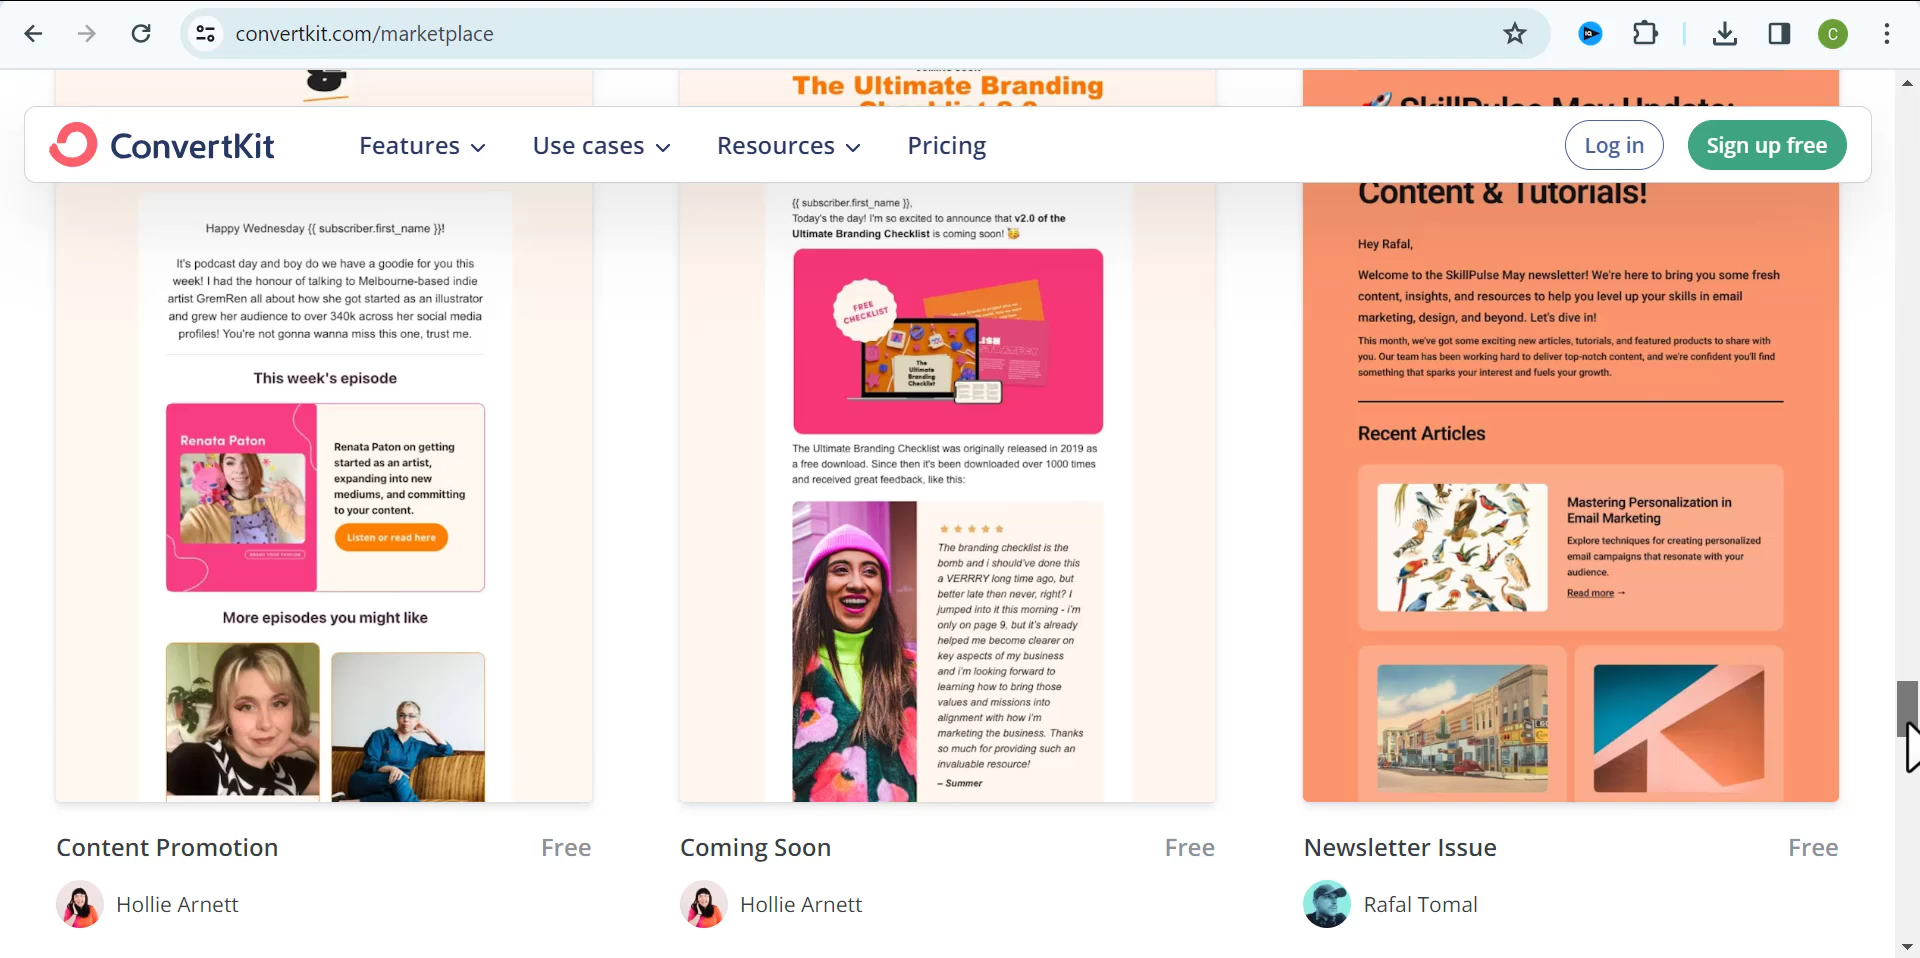 convertkit.com/marketplace
C
&
The Ultimate Branding
SkillPulse May Update:
ConvertKit
Features
Use cases
Resources
Pricing
Log in
Sign up free
Happy Wednesday {{ subscriber.first_name }}!
It's podcast day and boy do we have a goodie for you this
week! I had the honour of talking to Melbourne-based indie
artist GremRen all about how she got started as an illustrator
and grew her audience to over 340k across her social media
profiles! You're not gonna wanna miss this one, trust me.
This week's episode
Renata Paton
Renata Paton on getting
started as an artist,
expanding into new
mediums, and committing
to your content.
Listen or read here
More episodes you might like
Content Promotion
Free
Hollie Arnett
{{ subscriber.first_name }},
Today's the day! I'm so excited to announce that v2.0 of the
Ultimate Branding Checklist is coming soon! 🥳
FREE
CHECKLIST
The
Ultimate
Branding
Checklist
The Ultimate Branding Checklist was originally released in 2019 as
a free download. Since then it's been downloaded over 1000 times
and received great feedback, like this:
The branding checklist is the
bomb and i should've done this
a VERRRY long time ago, but
better late then never, right? I
jumped into it this morning - i'm
only on page 9, but it's already
helped me become clearer on
key aspects of my business
and i'm looking forward to
learning how to bring those
values and missions into
alignment with how i'm
marketing the business. Thanks
so much for providing such an
invaluable resource!
– Summer
Coming Soon
Free
Hollie Arnett
Content & Tutorials!
Hey Rafal,
Welcome to the SkillPulse May newsletter! We're here to bring you some fresh
content, insights, and resources to help you level up your skills in email
marketing, design, and beyond. Let's dive in!
This month, we've got some exciting new articles, tutorials, and featured products to share with
you. Our team has been working hard to deliver top-notch content, and we're confident you'll find
something that sparks your interest and fuels your growth.
Recent Articles
Mastering Personalization in
Email Marketing
Explore techniques for creating personalized
email campaigns that resonate with your
audience.
Read more →
Newsletter Issue
Free
Rafal Tomal